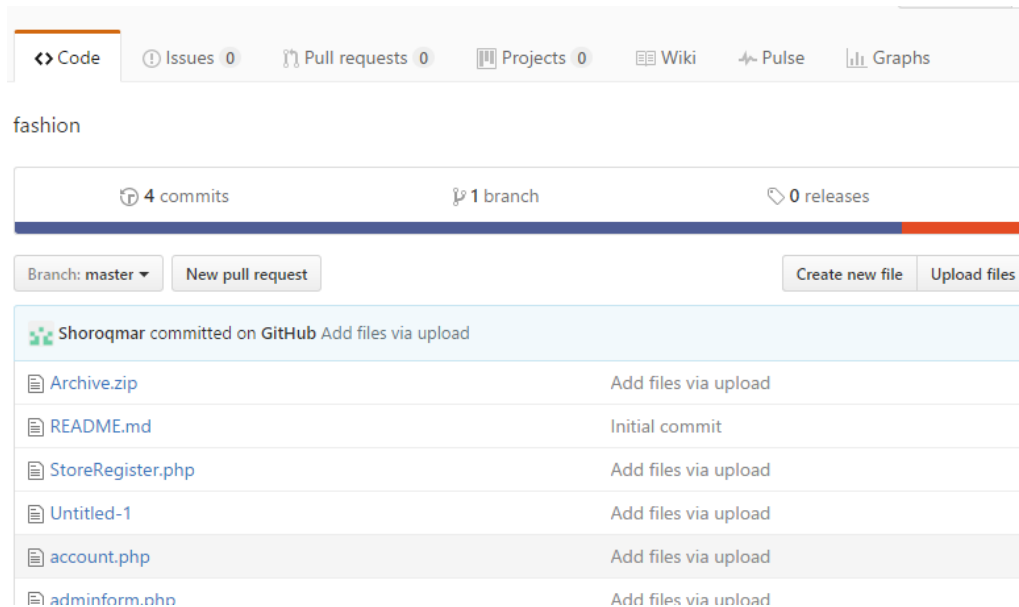 Code Issues 0 Pull requests 0 Projects 0 Wiki Pulse Graphs
fashion
4 commits 1 branch 0 releases
Branch: master New pull request Create new file Upload files
Shoroqmar committed on GitHub Add files via upload
Archive.zip Add files via upload
README.md Initial commit
StoreRegister.php Add files via upload
Untitled-1 Add files via upload
account.php Add files via upload
adminform.php Add files via upload